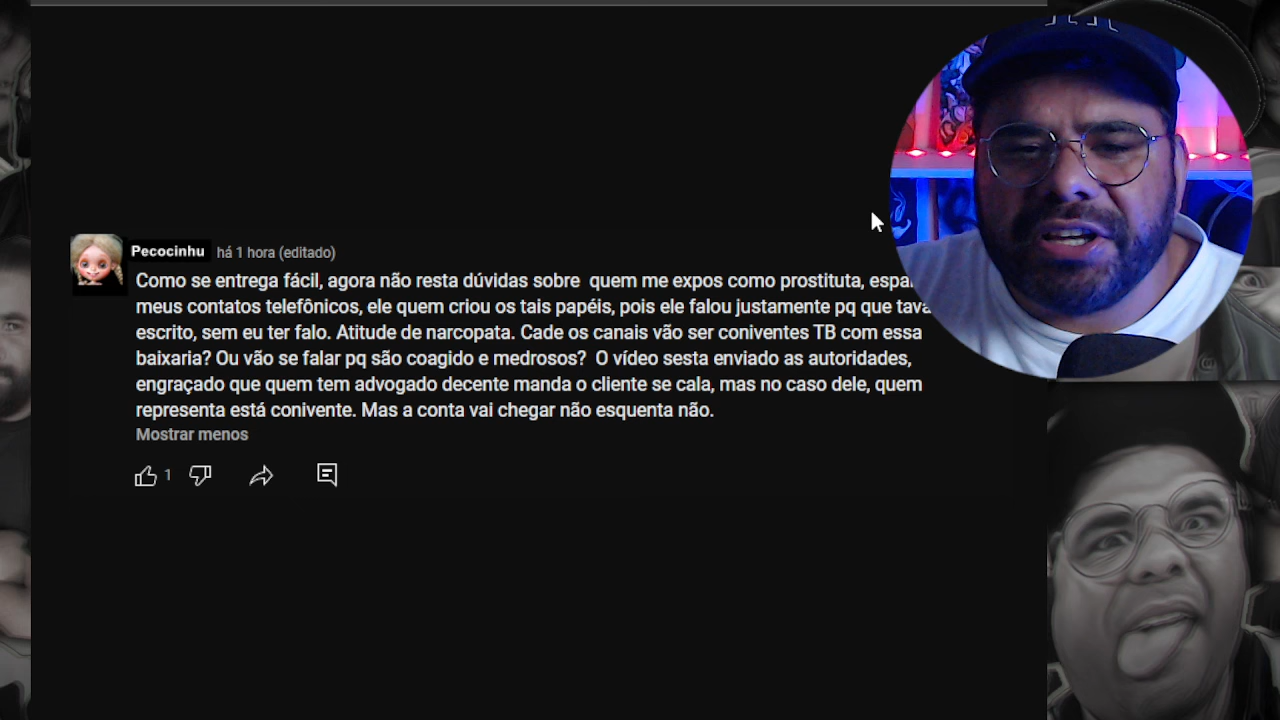 Pecocinhu há 1 hora (editado)
Como se entrega fácil, agora não resta dúvidas sobre quem me expos como prostituta,
meus contatos telefônicos, ele quem criou os tais papéis, pois ele falou justamente pq que tava
escrito, sem eu ter falo. Atitude de narcopata. Cade os canais vão ser coniventes TB com essa
baixaria? Ou vão se falar pq são coagido e medrosos? O vídeo sesta enviado as autoridades,
engraçado que quem tem advogado decente manda o cliente se cala, mas no caso dele, quem
representa está conivente. Mas a conta vai chegar não esquenta não.
Mostrar menos
1